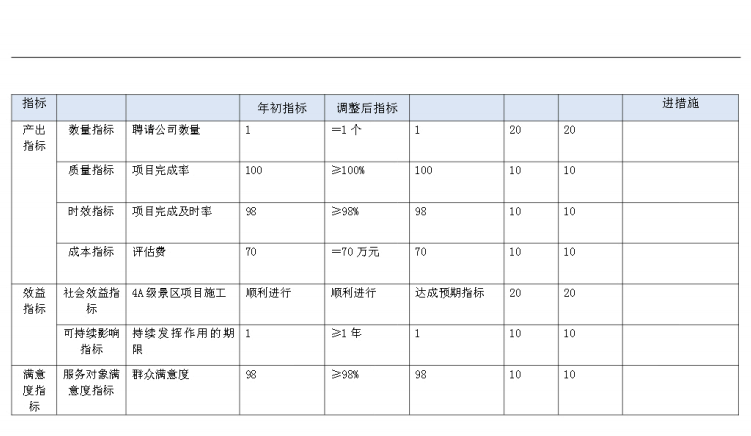 指标 年初指标 调整后指标 进措施
产出指标 数量指标 聘请公司数量 1 =1 个 1 20 20
质量指标 项目完成率 100 ≥100% 100 10 10
时效指标 项目完成及时率 98 ≥98% 98 10 10
成本指标 评估费 70 =70 万元 70 10 10
效益指标 社会效益指标 4A 级景区项目施工 顺利进行 顺利进行 达成预期指标 20 20
可持续影响指标 持续发挥作用的期限 1 ≥1 年 1 10 10
满意度指标 服务对象满意度指标 群众满意度 98 ≥98% 98 10 10